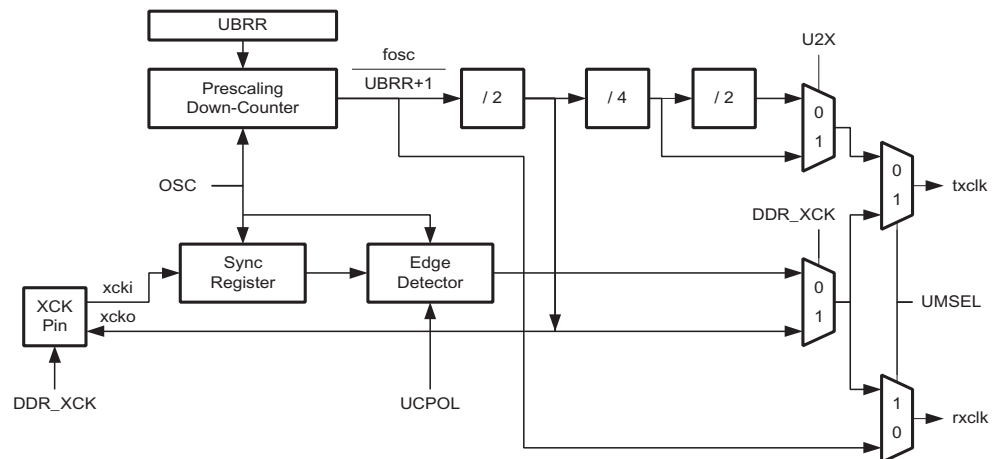 UBRR
fosc
U2X
Prescaling
Down-Counter
UBRR+1
/ 2
/ 4
/ 2
0
1
OSC
0
1
txclk
DDR_XCK
Sync
Register
Edge
Detector
xcki
0
1
UMSEL
XCK
Pin
xcko
DDR_XCK
UCPOL
1
0
rxclk